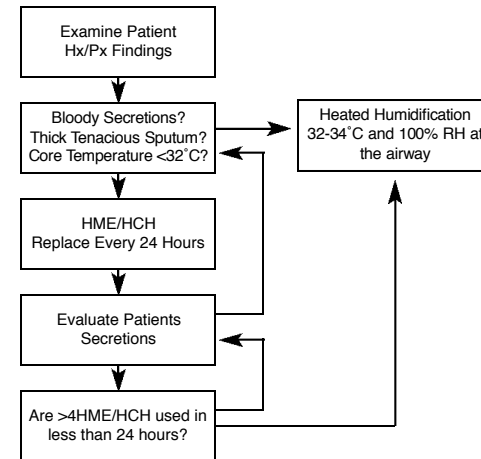 Examine Patient
Hx/Px Findings
Bloody Secretions?
Thick Tenacious Sputum?
Core Temperature <32˚C?
Heated Humidification
32-34˚C and 100% RH at
the airway
HME/HCH
Replace Every 24 Hours
Evaluate Patients
Secretions
Are >4HME/HCH used in
less than 24 hours?